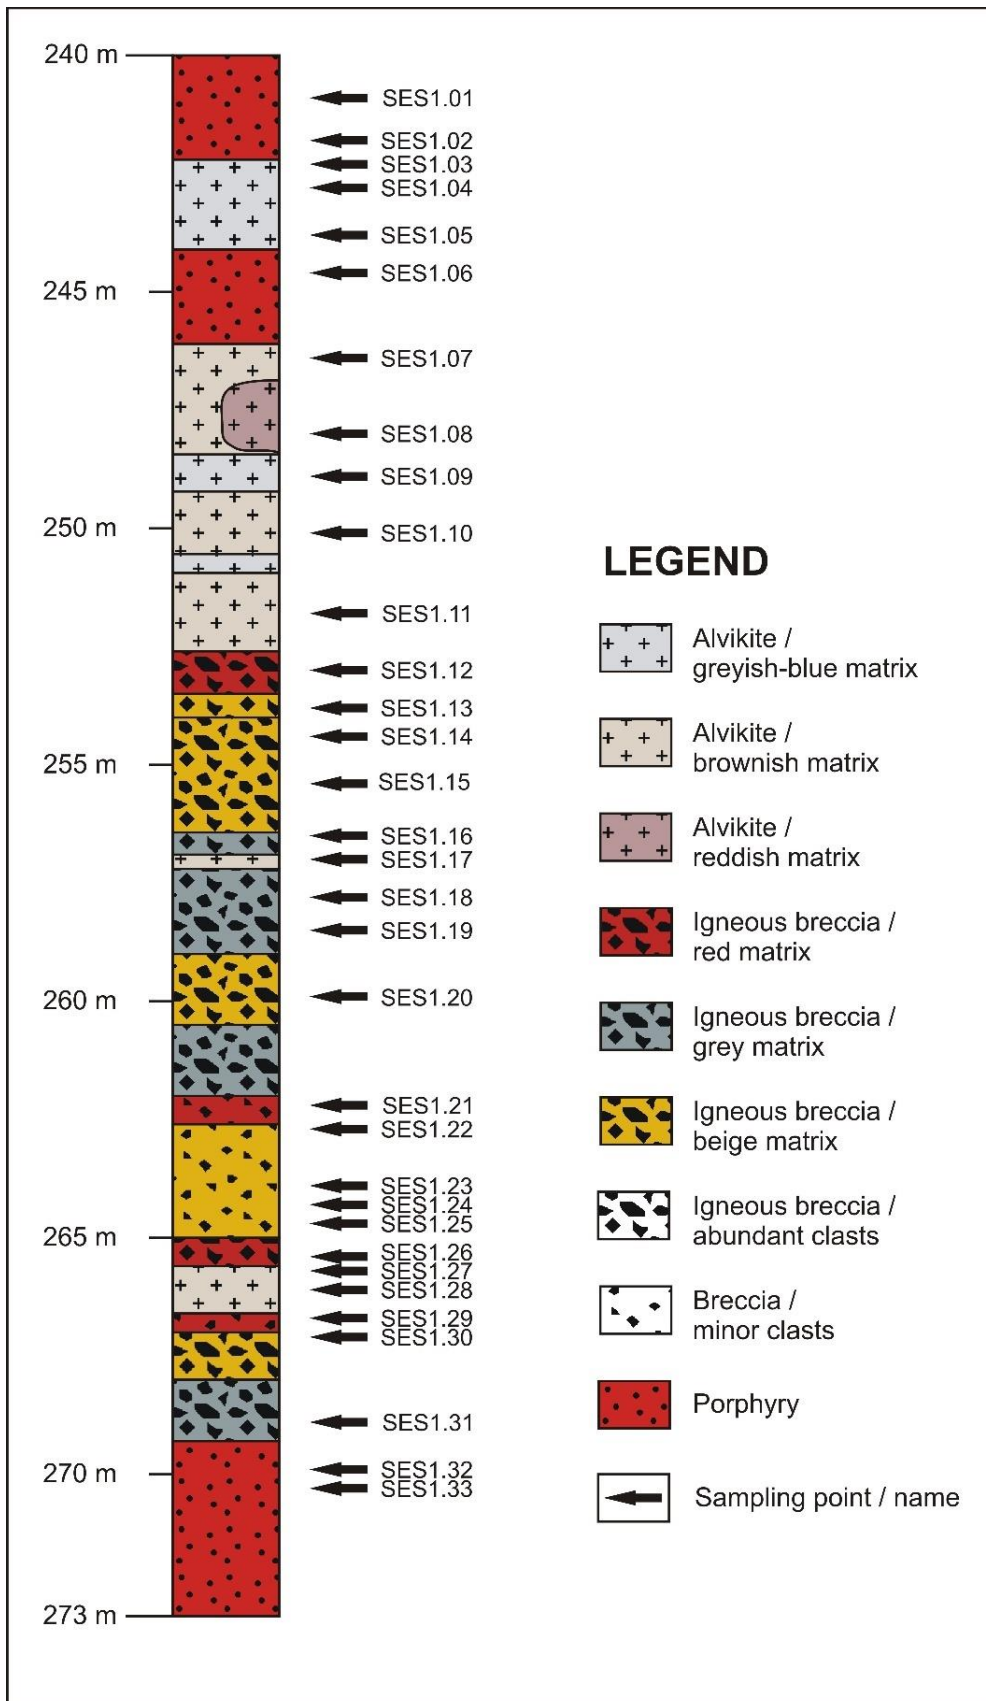 240 m
SES1.01
SES1.02
SES1.03
SES1.04
SES1.05
SES1.06
245 m
SES1.07
SES1.08
SES1.09
250 m
SES1.10
SES1.11
SES1.12
SES1.13
SES1.14
255 m
SES1.15
SES1.16
SES1.17
SES1.18
SES1.19
260 m
SES1.20
SES1.21
SES1.22
SES1.23
SES1.24
SES1.25
265 m
SES1.26
SES1.27
SES1.28
SES1.29
SES1.30
SES1.31
270 m
SES1.32
SES1.33
273 m
LEGEND
Alvikite /
greyish-blue matrix
Alvikite /
brownish matrix
Alvikite /
reddish matrix
Igneous breccia /
red matrix
Igneous breccia /
grey matrix
Igneous breccia /
beige matrix
Igneous breccia /
abundant clasts
Breccia /
minor clasts
Porphyry
Sampling point / name